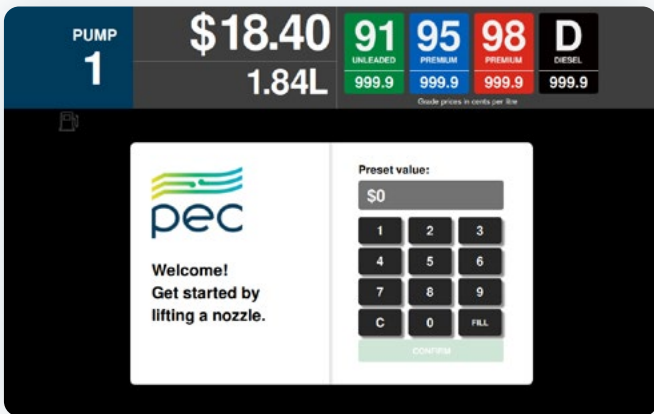 PUMP
1
$18.40
1.84L
91
UNLEADED
999.9
95
PREMIUM
999.9
98
PREMIUM
999.9
D
DIESEL
999.9
Grade prices in cents per litre
pec
Welcome!
Get started by
lifting a nozzle.
Preset value:
$0
1 2 3
4 5 6
7 8 9
C 0 FILL
CONFIRM